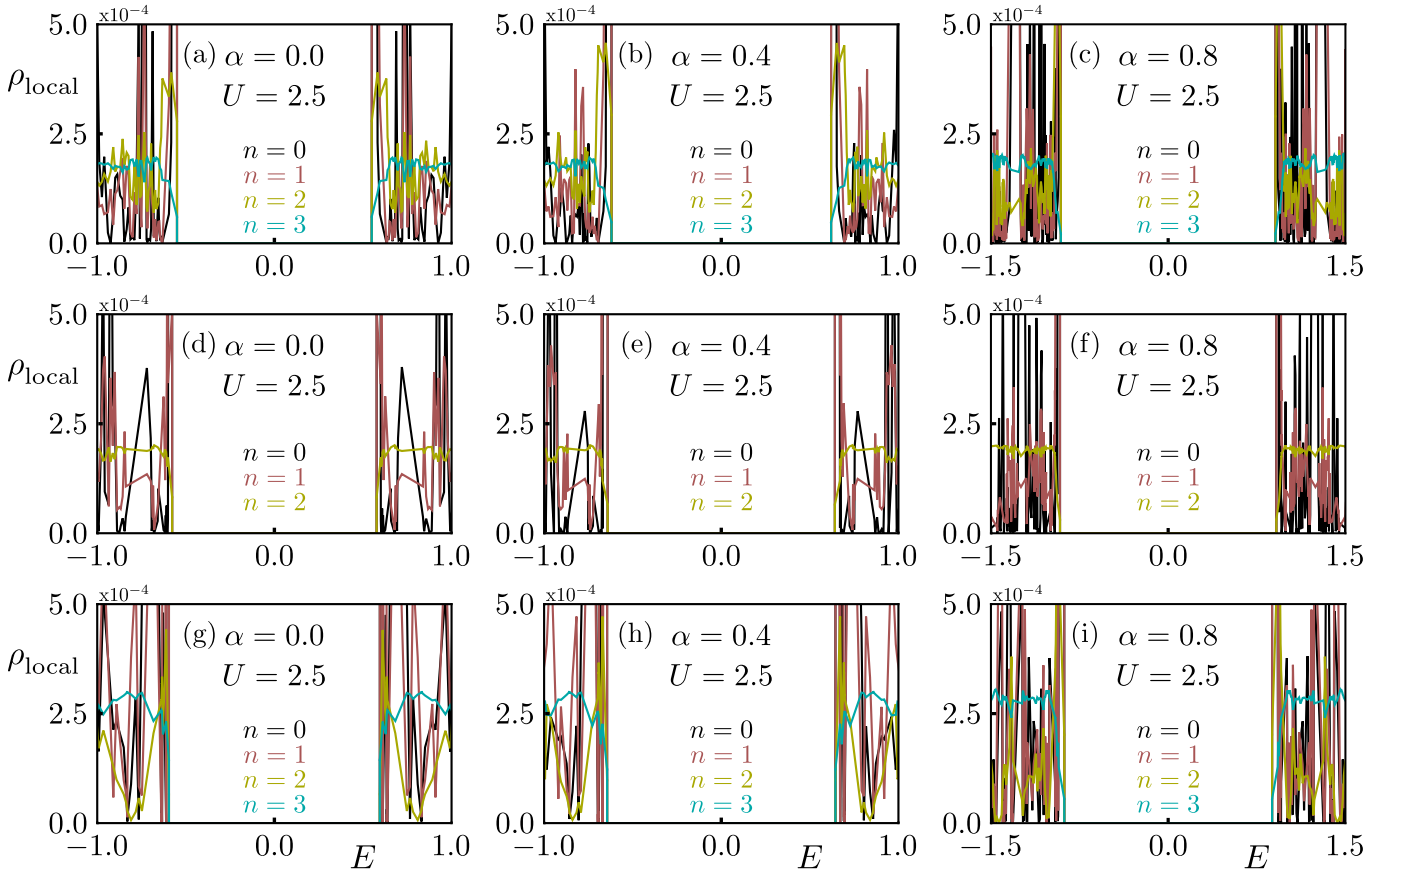 x10⁻⁴ x10⁻⁴ x10⁻⁴
5.0 (a) α = 0.0 5.0 (b) α = 0.4 5.0 (c) α = 0.8
ρlocal U = 2.5 U = 2.5 U = 2.5
2.5 n = 0 2.5 n = 0 2.5 n = 0
n = 1 n = 1 n = 1
n = 2 n = 2 n = 2
n = 3 n = 3 n = 3
0.0 0.0 0.0
−1.0 0.0 1.0 −1.0 0.0 1.0 −1.5 0.0 1.5
x10⁻⁴ x10⁻⁴ x10⁻⁴
5.0 (d) α = 0.0 5.0 (e) α = 0.4 5.0 (f) α = 0.8
ρlocal U = 2.5 U = 2.5 U = 2.5
2.5 n = 0 2.5 n = 0 2.5 n = 0
n = 1 n = 1 n = 1
n = 2 n = 2 n = 2
0.0 0.0 0.0
−1.0 0.0 1.0 −1.0 0.0 1.0 −1.5 0.0 1.5
x10⁻⁴ x10⁻⁴ x10⁻⁴
5.0 (g) α = 0.0 5.0 (h) α = 0.4 5.0 (i) α = 0.8
ρlocal U = 2.5 U = 2.5 U = 2.5
2.5 n = 0 2.5 n = 0 2.5 n = 0
n = 1 n = 1 n = 1
n = 2 n = 2 n = 2
n = 3 n = 3 n = 3
0.0 0.0 0.0
−1.0 0.0 E 1.0 −1.0 0.0 E 1.0 −1.5 0.0 E 1.5